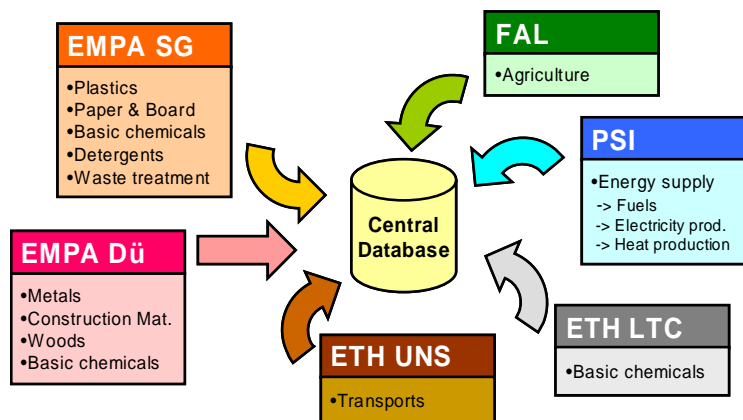 EMPA SG
•Plastics
•Paper & Board
•Basic chemicals
•Detergents
•Waste treatment
FAL
•Agriculture
PSI
•Energy supply
-> Fuels
-> Electricity prod.
-> Heat production
Central
Database
EMPA Dü
•Metals
•Construction Mat.
•Woods
•Basic chemicals
ETH UNS
•Transports
ETH LTC
•Basic chemicals